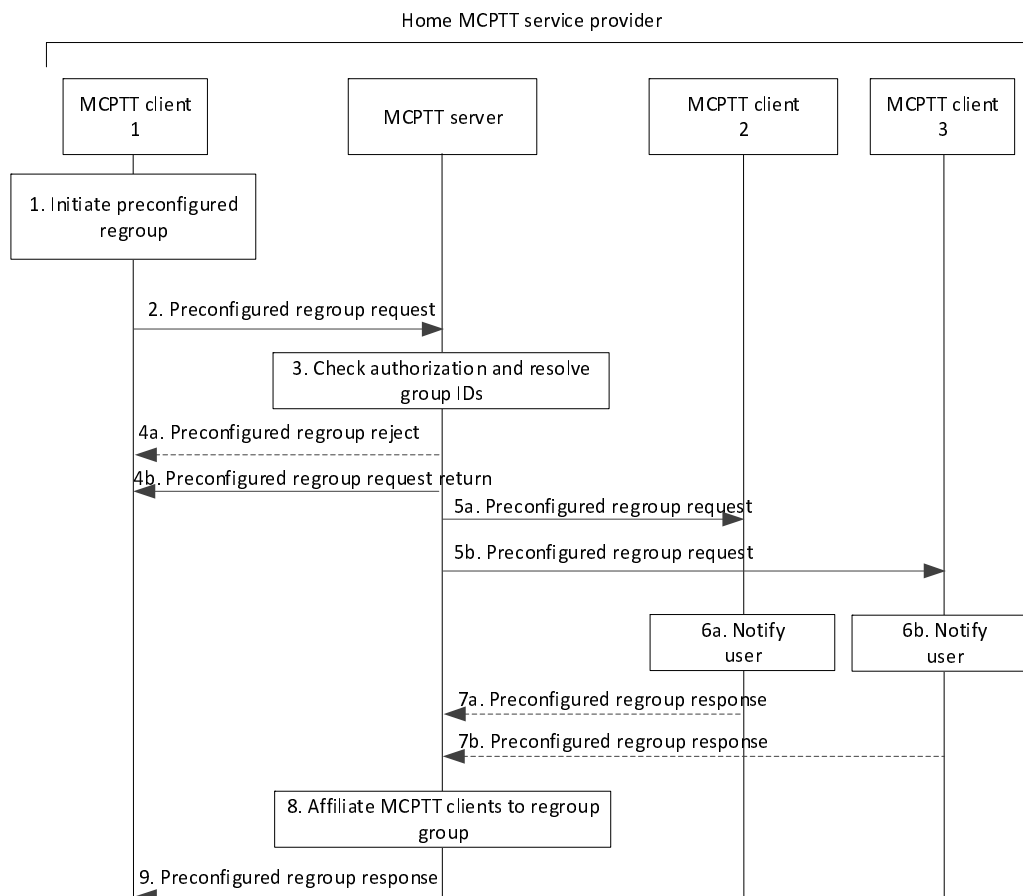 Home MCPTT service provider
MCPTT client
1
MCPTT server
MCPTT client
2
MCPTT client
3
1. Initiate preconfigured
regroup
2. Preconfigured regroup request
3. Check authorization and resolve
group IDs
4a. Preconfigured regroup reject
4b. Preconfigured regroup request return
5a. Preconfigured regroup request
5b. Preconfigured regroup request
6a. Notify
user
6b. Notify
user
7a. Preconfigured regroup response
7b. Preconfigured regroup response
8. Affiliate MCPTT clients to regroup
group
9. Preconfigured regroup response